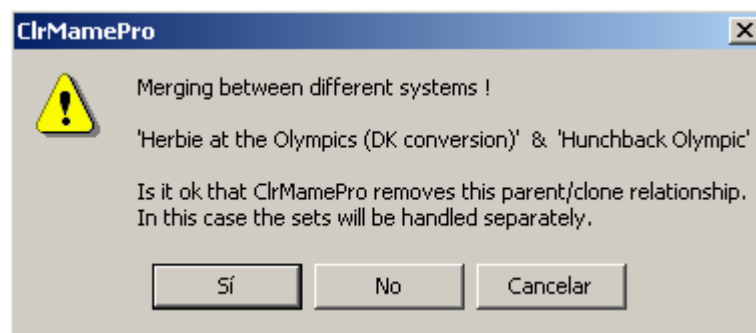 ClrMamePro
Merging between different systems !
'Herbie at the Olympics (DK conversion)' & 'Hunchback Olympic'
Is it ok that ClrMamePro removes this parent/clone relationship.
In this case the sets will be handled separately.
Sí
No
Cancelar